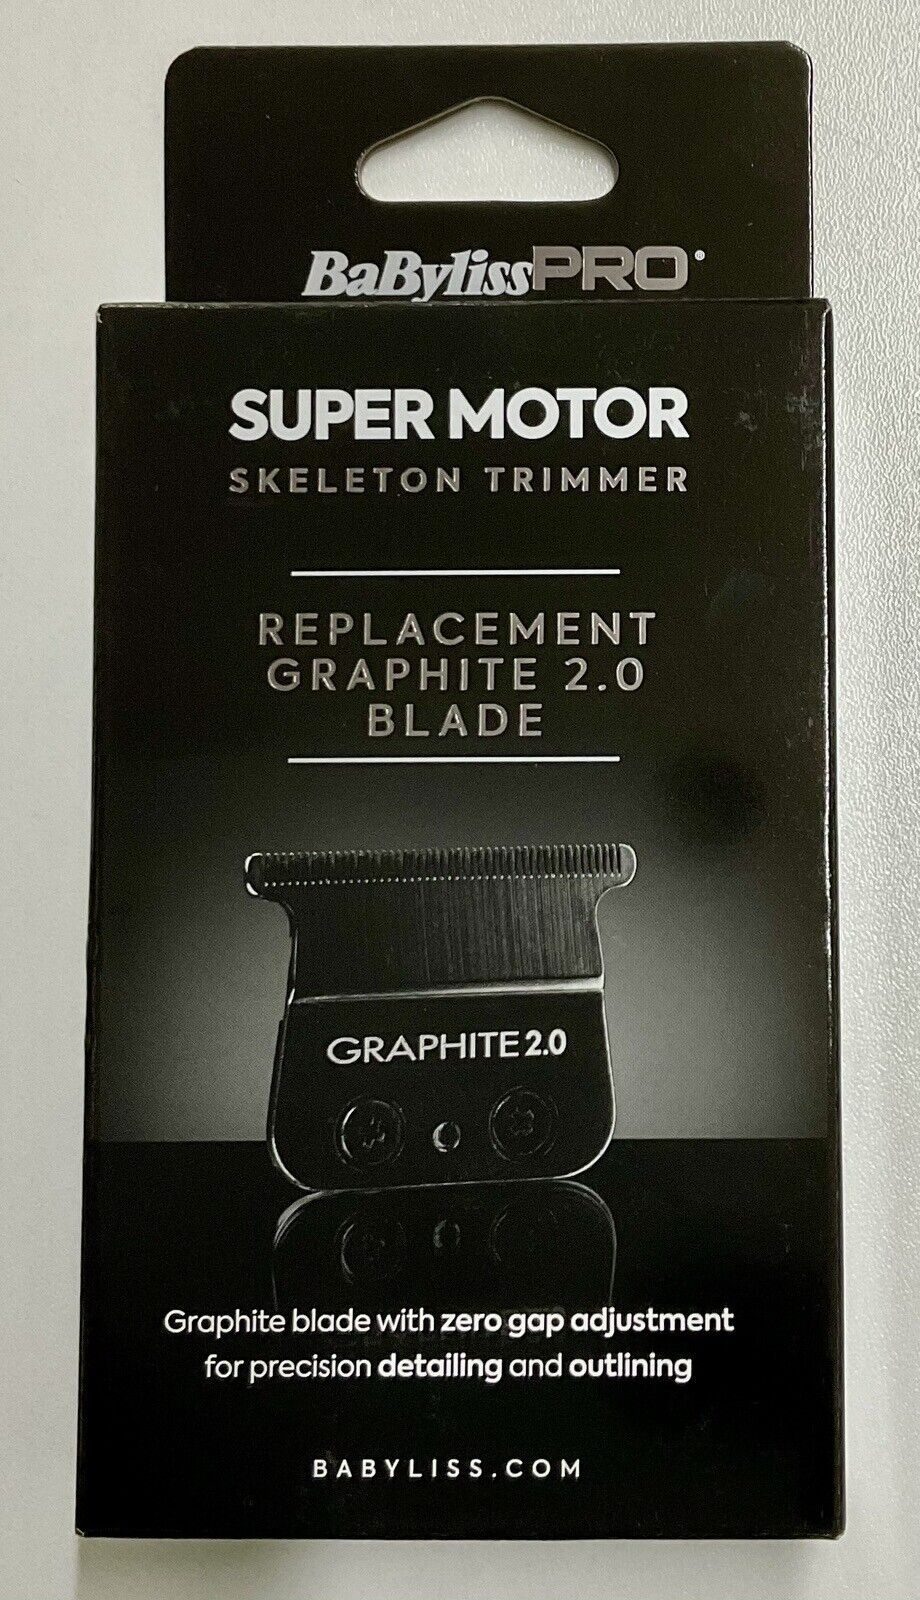 BaBylissPRO®
SUPER MOTOR
SKELETON TRIMMER
REPLACEMENT
GRAPHITE 2.0
BLADE
GRAPHITE 2.0
Graphite blade with zero gap adjustment
for precision detailing and outlining
BABYLISS.COM